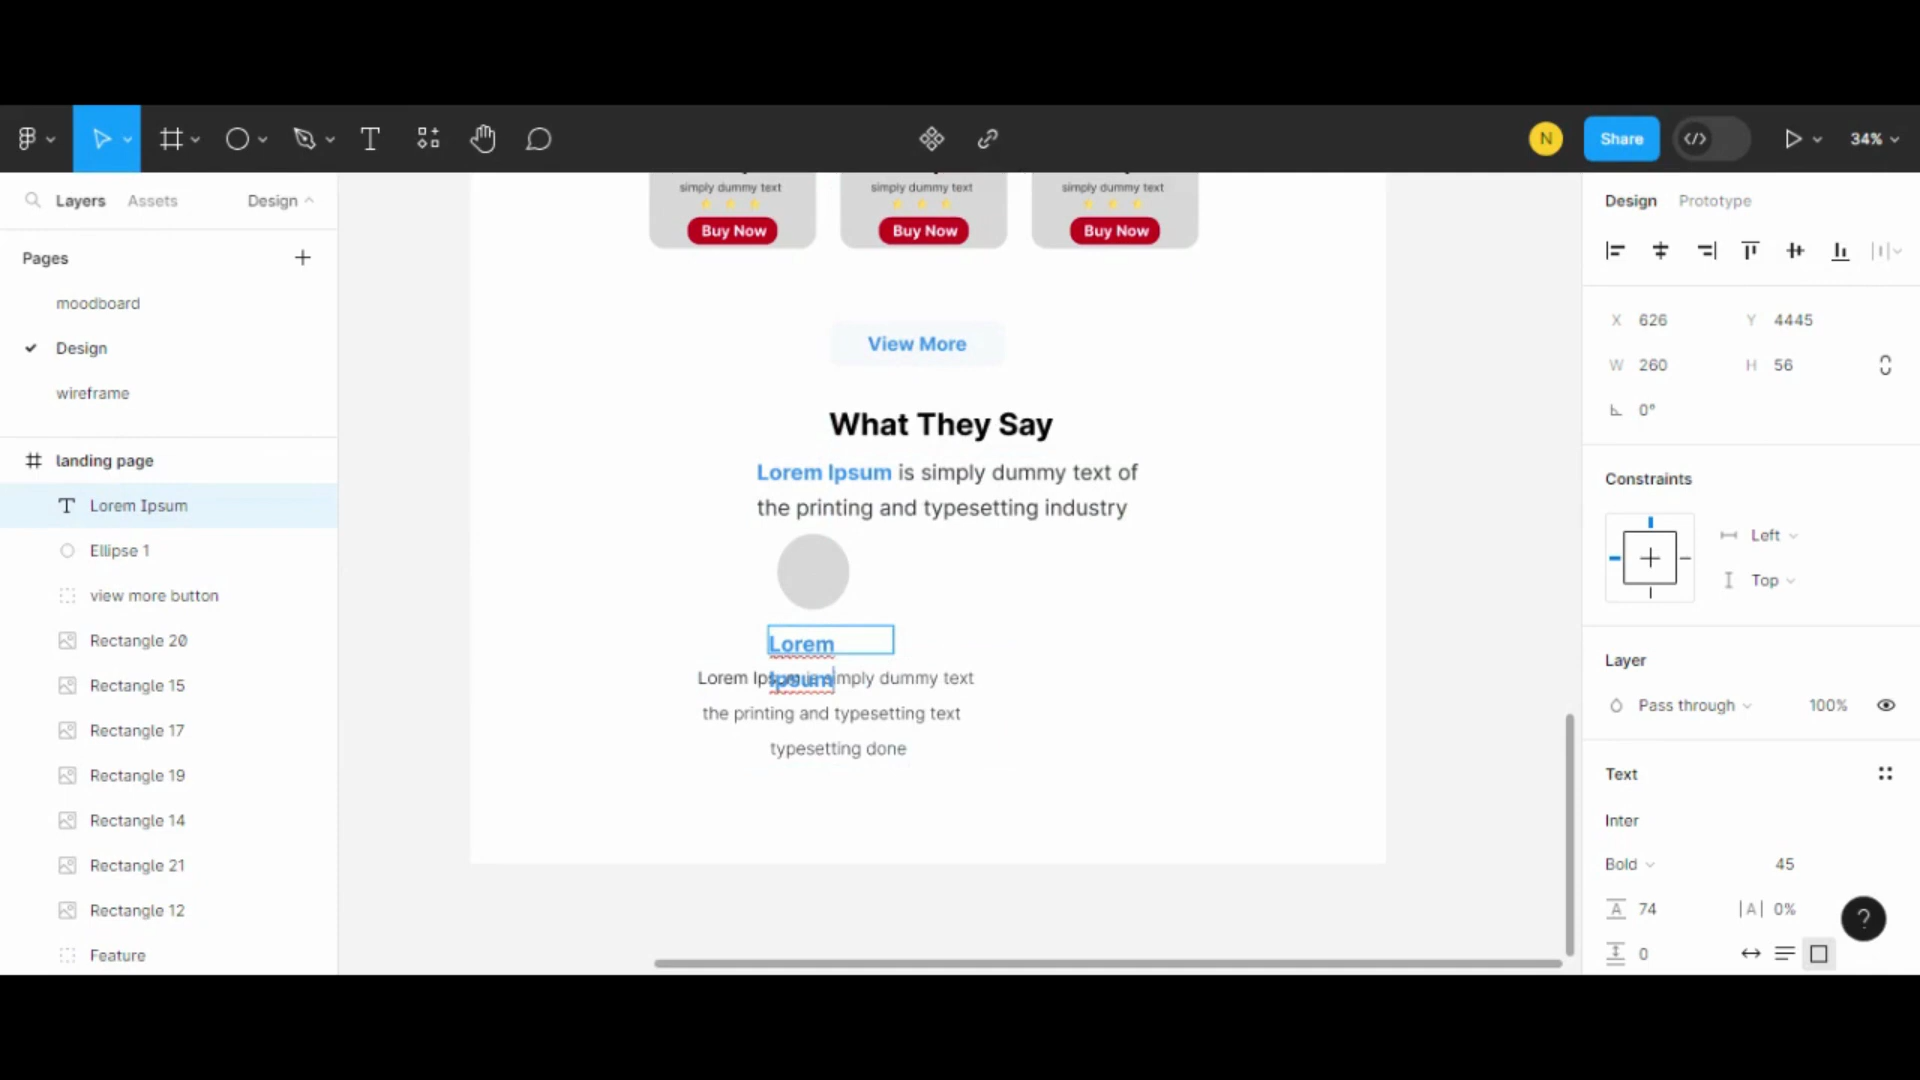 N
Share
34%
Layers
Assets
Design
Pages
moodboard
Design
wireframe
landing page
Lorem Ipsum
Ellipse 1
view more button
Rectangle 20
Rectangle 15
Rectangle 17
Rectangle 19
Rectangle 14
Rectangle 21
Rectangle 12
Feature
simply dummy text
simply dummy text
simply dummy text
Buy Now
Buy Now
Buy Now
View More
What They Say
Lorem Ipsum is simply dummy text of
the printing and typesetting industry
Lorem
Ipsum
Lorem Ipsum is simply dummy text
the printing and typesetting text
typesetting done
Design
Prototype
X 626
Y 4445
W 260
H 56
0°
Constraints
Left
Top
Layer
Pass through
100%
Text
Inter
Bold
45
A 74
|A| 0%
0
?